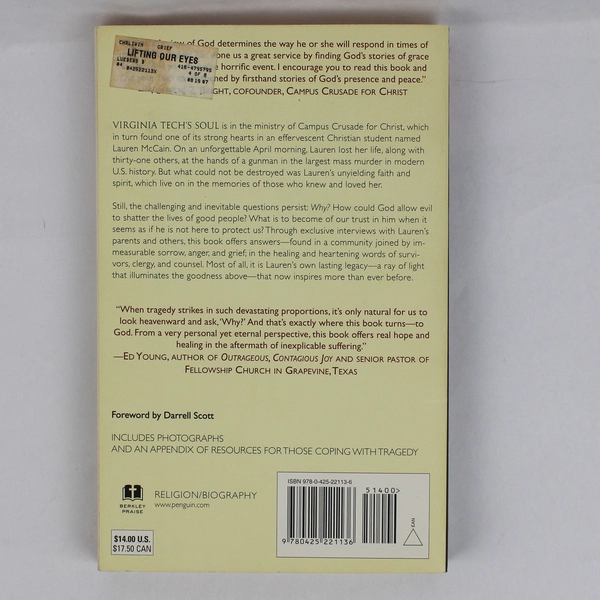 view of God determines the way he or she will respond in times of
one us a great service by finding God's stories of grace
horrific event. I encourage you to read this book and
ned by firsthand stories of God's presence and peace."
GHT, COFOUNDER, CAMPUS CRUSADE FOR CHRIST
CHRLIVIN GRIEF
LIFTING OUR EYES
LUEDERS B
4 OF 6
VIRGINIA TECH'S SOUL is in the ministry of Campus Crusade for Christ, which
in turn found one of its strong hearts in an effervescent Christian student named
Lauren McCain. On an unforgettable April morning, Lauren lost her life, along with
thirty-one others, at the hands of a gunman in the largest mass murder in modern
U.S. history. But what could not be destroyed was Lauren's unyielding faith and
spirit, which live on in the memories of those who knew and loved her.
Still, the challenging and inevitable questions persist: Why? How could God allow evil
to shatter the lives of good people? What is to become of our trust in him when it
seems as if he is not here to protect us? Through exclusive interviews with Lauren's
parents and others, this book offers answers—found in a community joined by im-
measurable sorrow, anger, and grief; in the healing and heartening words of survi-
vors, clergy, and counsel. Most of all, it is Lauren's own lasting legacy—a ray of light
that illuminates the goodness above—that now inspires more than ever before.
"When tragedy strikes in such devastating proportions, it's only natural for us to
look heavenward and ask, 'Why?' And that's exactly where this book turns—to
God. From a very personal yet eternal perspective, this book offers real hope and
healing in the aftermath of inexplicable suffering."
—ED YOUNG, AUTHOR OF OUTRAGEOUS, CONTAGIOUS JOY AND SENIOR PASTOR OF
FELLOWSHIP CHURCH IN GRAPEVINE, TEXAS
Foreword by Darrell Scott
INCLUDES PHOTOGRAPHS
AND AN APPENDIX OF RESOURCES FOR THOSE COPING WITH TRAGEDY
BERKLEY
PRAISE
RELIGION/BIOGRAPHY
www.penguin.com
$14.00 U.S.
$17.50 CAN
ISBN 978-0-425-22113-6
51400>
9 780425 221136
EAN